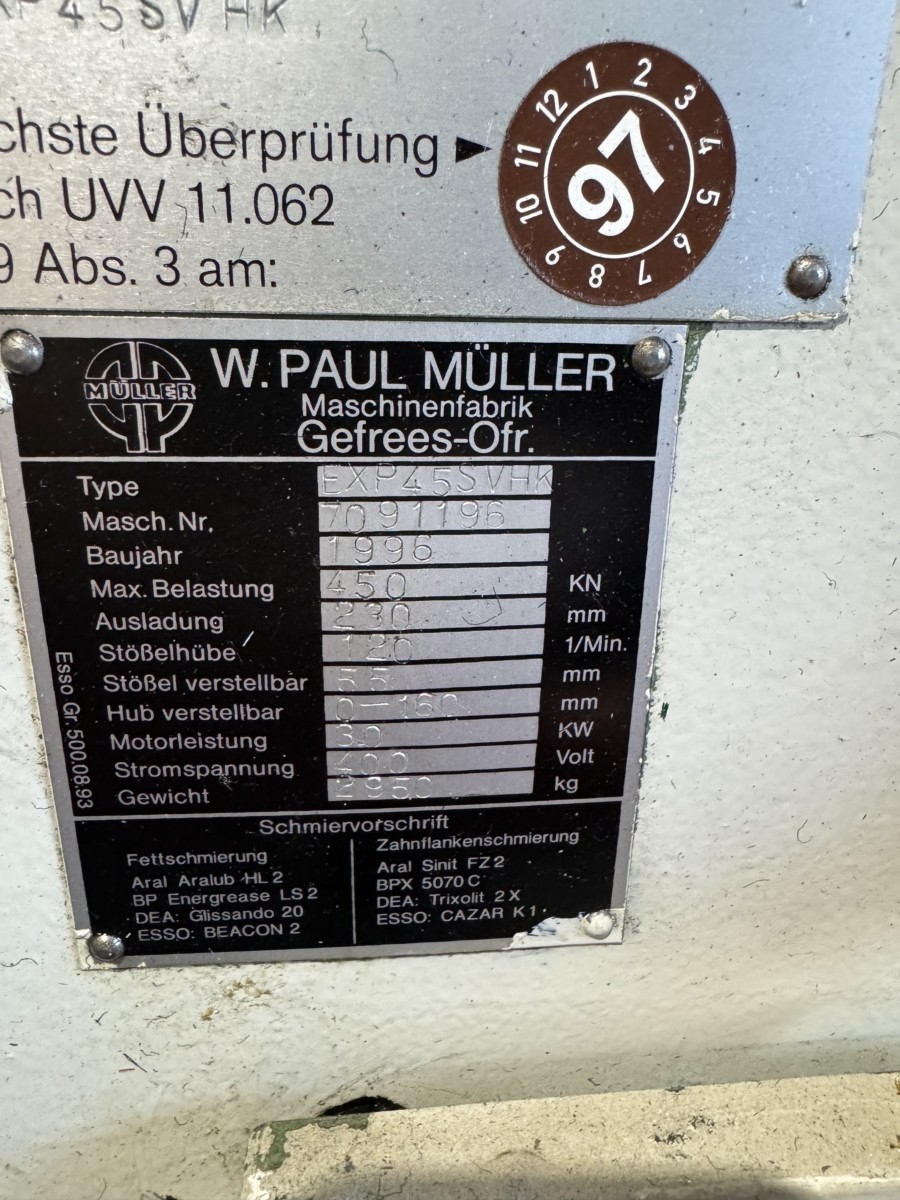 XP45SVHK
chste Überprüfung ►
ch UVV 11.062
9 Abs. 3 am:
1 2 3 4 5 6 7 8 9 10 11 12
97
MÜLLER
W. PAUL MÜLLER
Maschinenfabrik
Gefrees-Ofr.
Type EXP45SVHK
Masch. Nr. 7091196
Baujahr 1996
Max. Belastung 450 KN
Ausladung 230 mm
Stößelhübe 120 1/Min.
Stößel verstellbar 55 mm
Hub verstellbar 0-160 mm
Motorleistung 3.0 KW
Stromspannung 400 Volt
Gewicht 2950 kg
Esso.Gr.500.08.93
Schmiervorschrift
Fettschmierung
Aral Aralub HL 2
BP Energrease LS 2
DEA: Glissando 20
ESSO: BEACON 2
Zahnflankenschmierung
Aral Sinit FZ 2
BPX 5070 C
DEA: Trixolit 2 X
ESSO: CAZAR K 1